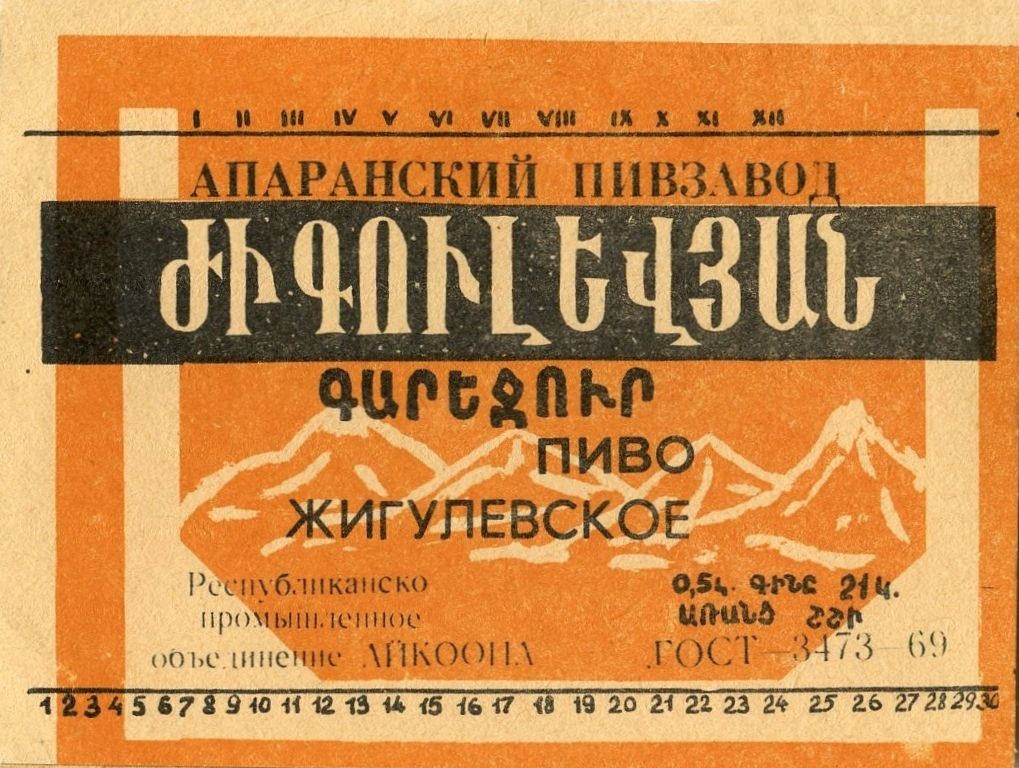 I II III IV V VI VII VIII IX X XI XII
АПАРАНСКИЙ ПИВЗАВОД
ԺԻԳՈՒԼԵՎՅԱՆ
ԳԱՐԵՋՈՒՐ
ПИВО
ЖИГУЛЕВСКОЕ
Республиканско
промышленное
объединение АЙКООПА
0,5լ. ԳԻՆԸ 21կ.
ԱՌԱՆՑ ՇՇԻ
ГОСТ—3473—69
1 2 3 4 5 6 7 8 9 10 11 12 13 14 15 16 17 18 19 20 21 22 23 24 25 26 27 28 29 30